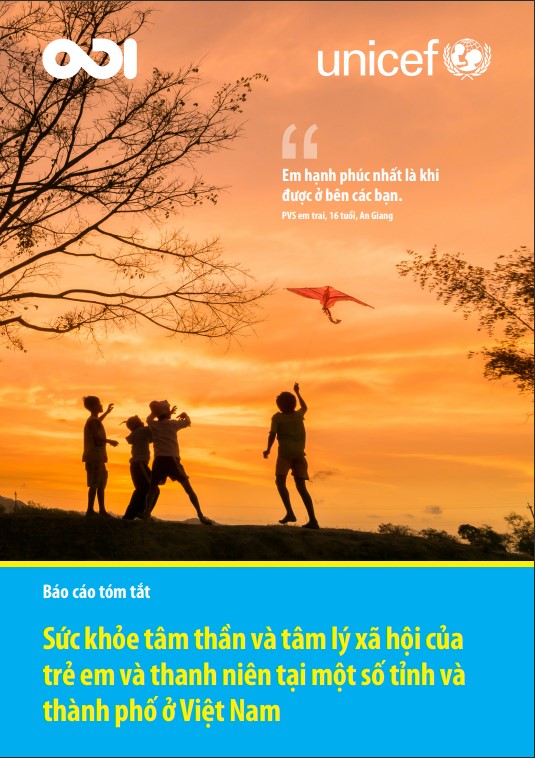 ODI
unicef
“
Em hạnh phúc nhất là khi
được ở bên các bạn.
PVS em trai, 16 tuổi, An Giang
Báo cáo tóm tắt
Sức khỏe tâm thần và tâm lý xã hội của
trẻ em và thanh niên tại một số tỉnh và
thành phố ở Việt Nam